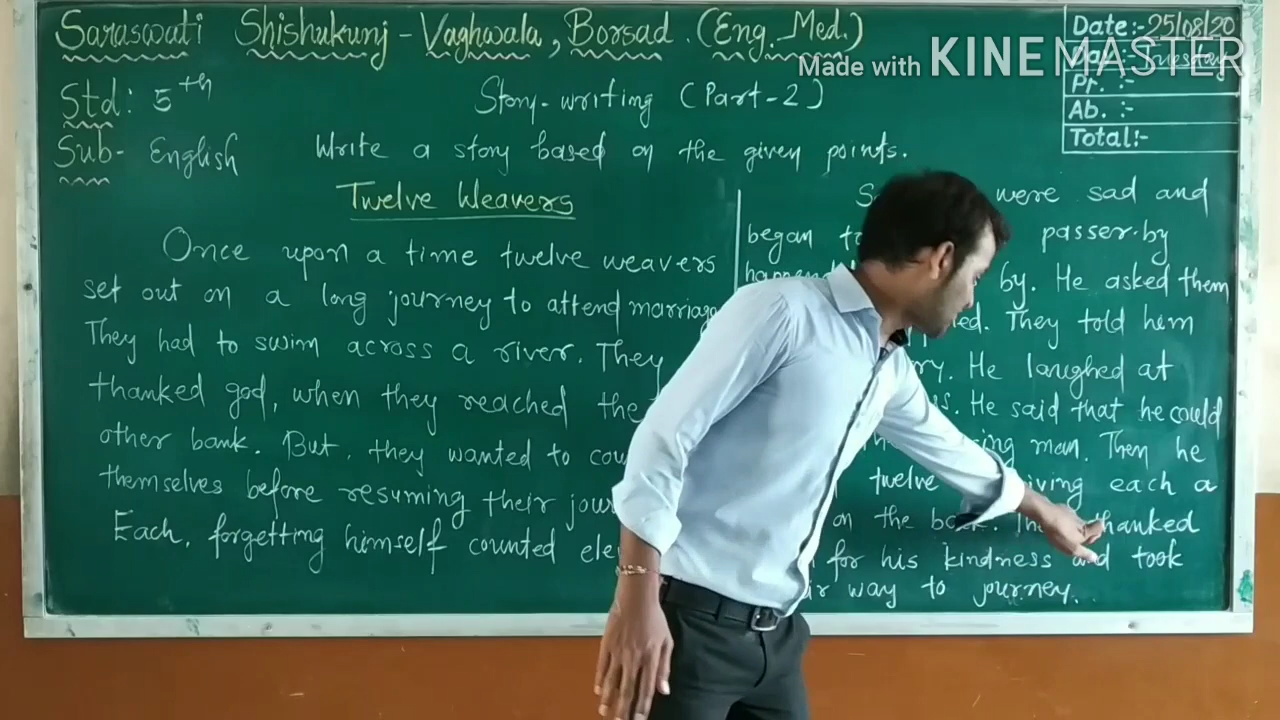 Saraswati Shishukunj - Vaghwala, Borsad. (Eng. Med.)
Date:- 25/08/20
Made with KINEMASTER
Pr. :-
Ab. :-
Total:-
Std: 5th
Story-writing (Part-2)
Sub- English
Write a story based on the given points.
Twelve Weavers
Once upon a time twelve weavers
set out on a long journey to attend marriage
They had to swim across a river. They
thanked god, when they reached the
other bank. But, they wanted to
themselves before resuming their
Each, forgetting himself counted
were sad and
began passer-by
by. He asked them
They told him
He laughed at
He said that he could
man. Then he
twelve each a
on the thanked
for his kindness and took
way to journey.